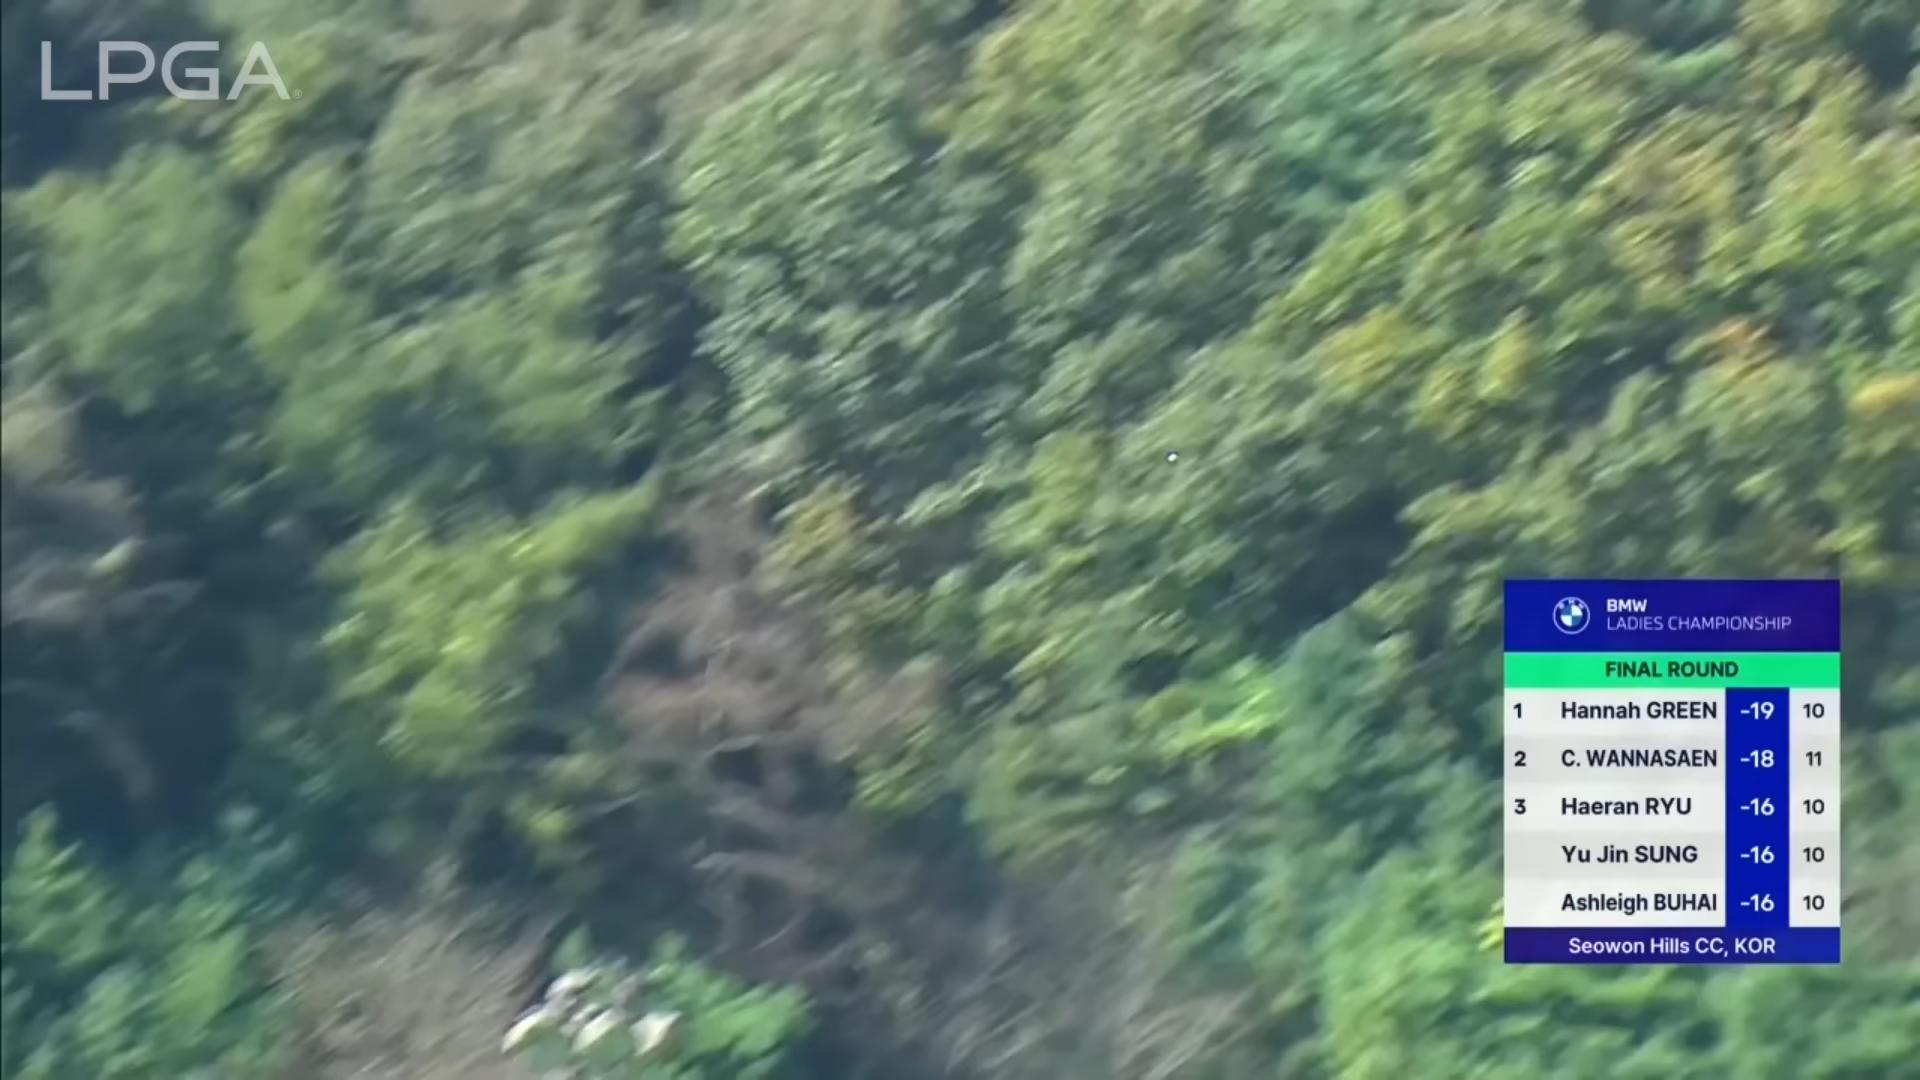 LPGA
BMW
LADIES CHAMPIONSHIP
FINAL ROUND
1 Hannah GREEN -19 10
2 C. WANNASAEN -18 11
3 Haeran RYU -16 10
Yu Jin SUNG -16 10
Ashleigh BUHAI -16 10
Seowon Hills CC, KOR